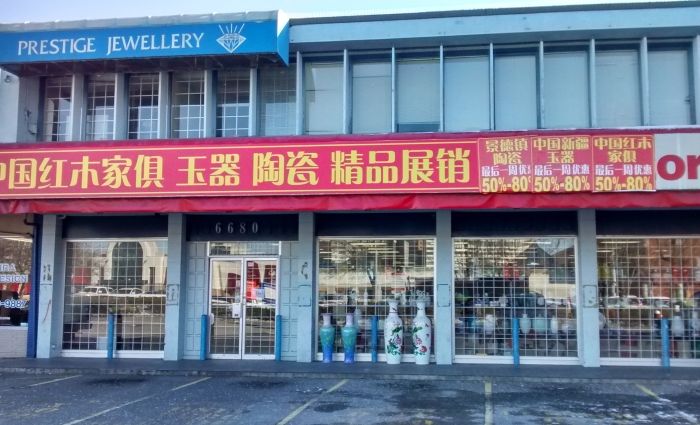 PRESTIGE JEWELLERY
中国红木家俱 玉器 陶瓷 精品展销
景德镇
陶瓷
最后一周优惠
50%-80%
中国新疆
玉器
最后一周优惠
50%-80%
中国红木
家俱
最后一周优惠
50%-80%
or
6680
DESIGN
-9887